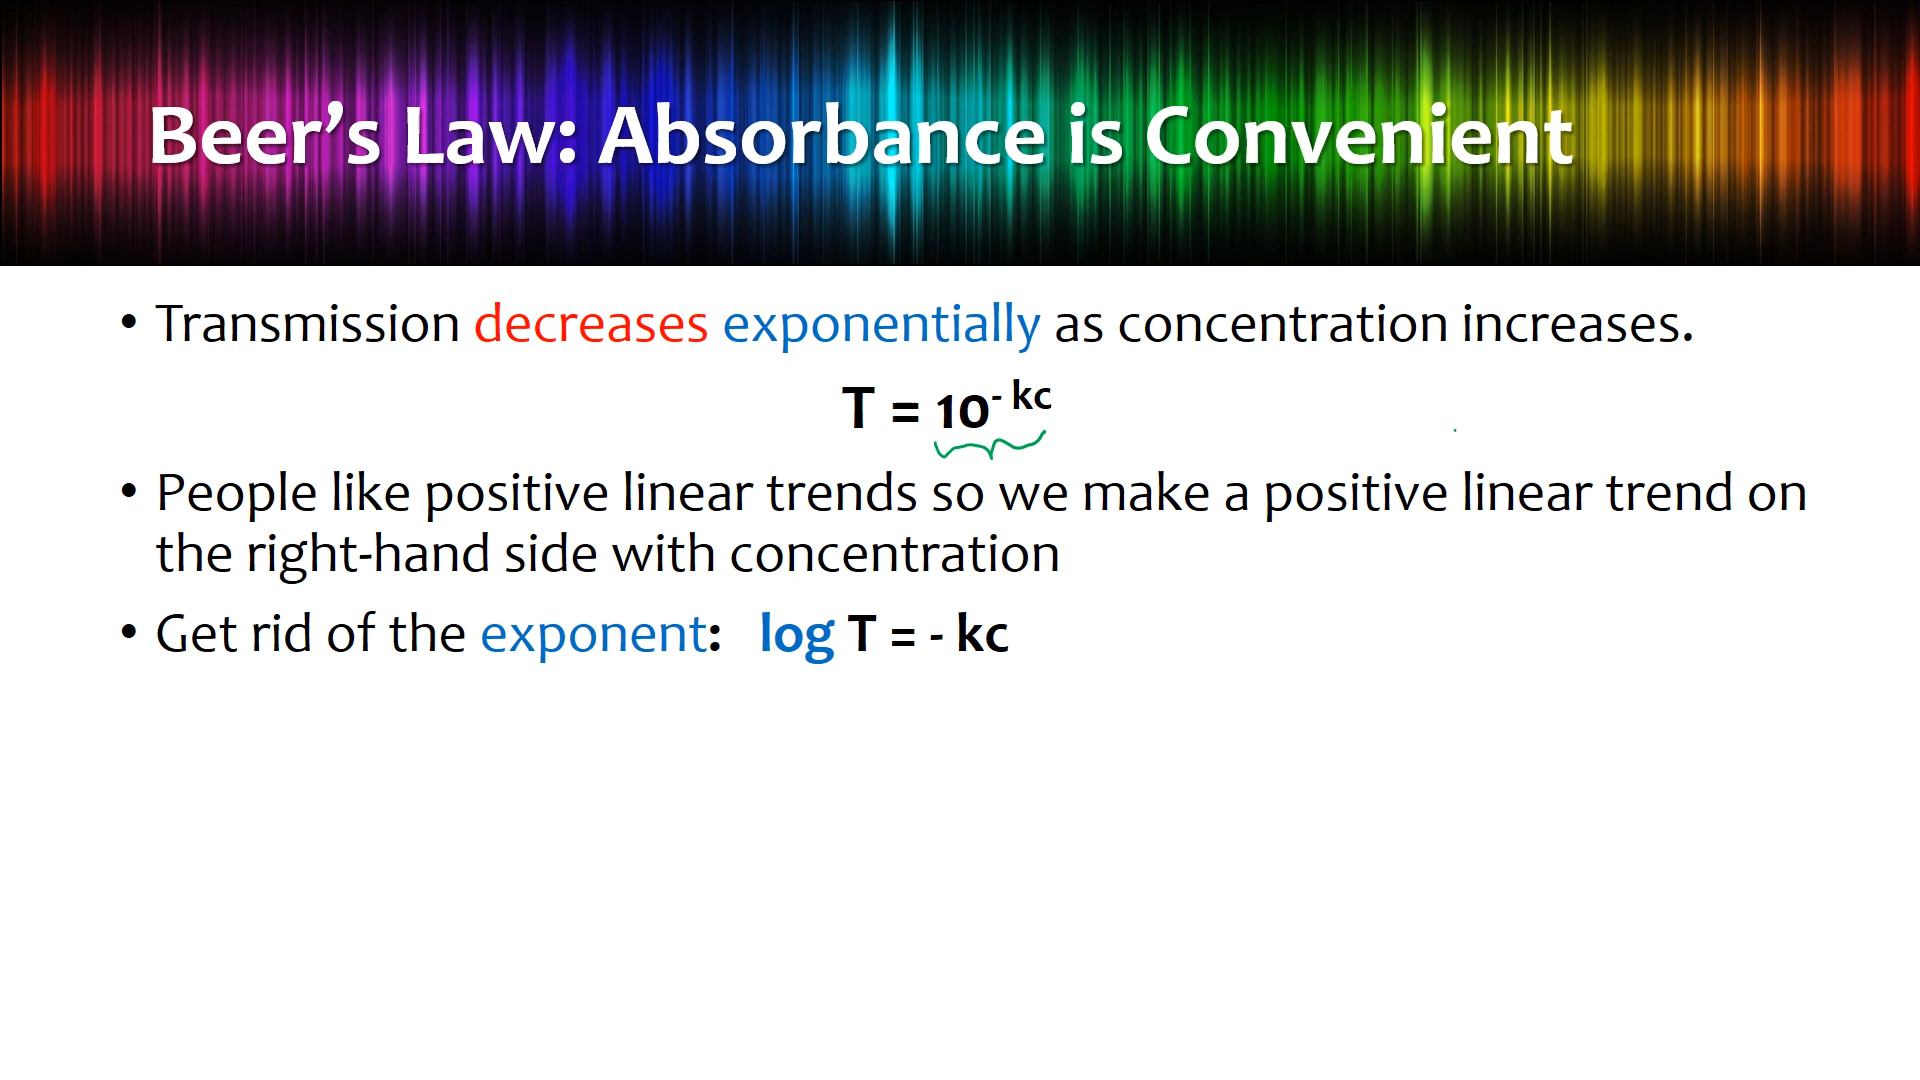 Beer’s Law: Absorbance is Convenient
• Transmission decreases exponentially as concentration increases.
T = 10⁻ ᵏᶜ
• People like positive linear trends so we make a positive linear trend on
the right-hand side with concentration
• Get rid of the exponent: log T = - kc